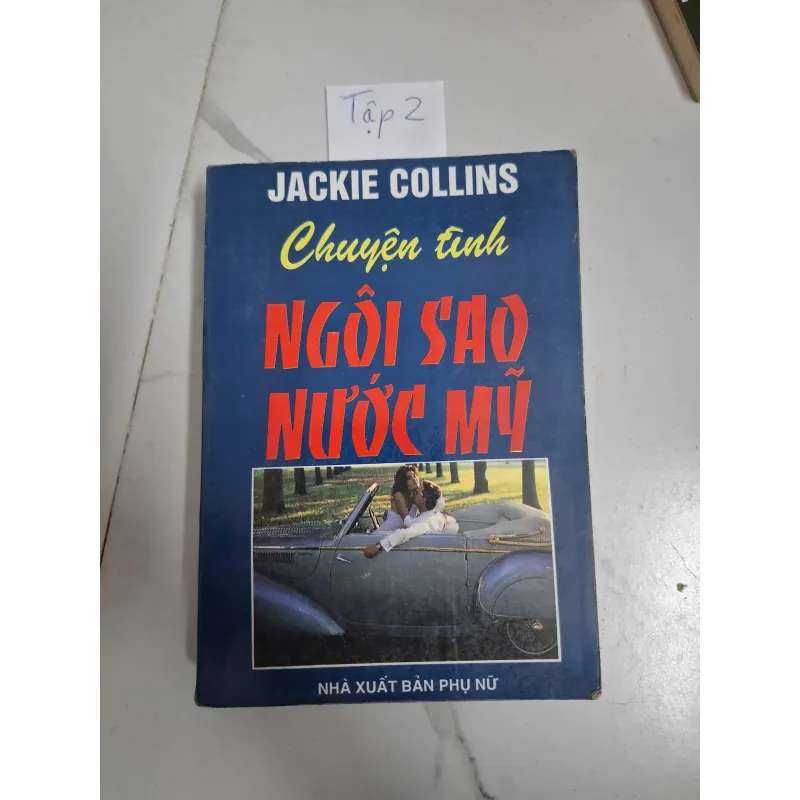 Tập 2
JACKIE COLLINS
Chuyện tình
NGÔI SAO
NƯỚC MỸ
NHÀ XUẤT BẢN PHỤ NỮ